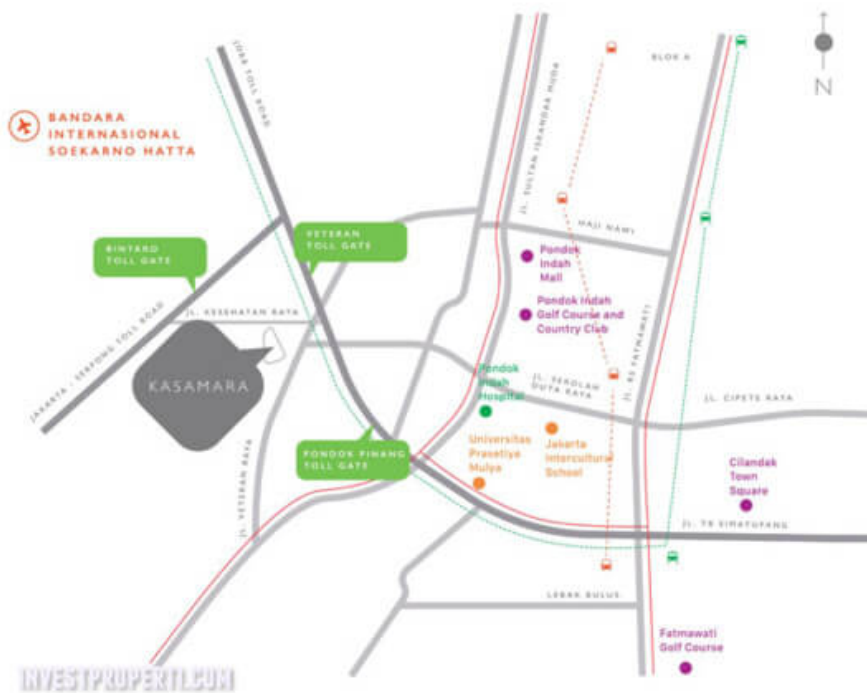 BANDARA
INTERNASIONAL
SOEKARNO HATTA
JORR TOLL ROAD
JL. SULTAN ISKANDAR MUDA
BLOK A
N
BINTARO
TOLL GATE
VETERAN
TOLL GATE
HAJI NAWI
Pondok
Indah
Mall
JL. KESEHATAN RAYA
Pondok Indah
Golf Course and
Country Club
JL. RS FATMAWATI
JAKARTA - SERPONG TOLL ROAD
KASAMARA
Pondok
Indah
Hospital
JL. SEKOLAH
DUTA RAYA
JL. CIPETE RAYA
PONDOK PINANG
TOLL GATE
Universitas
Prasetiya
Mulya
Jakarta
Intercultural
School
Cilandak
Town
Square
JL. VETERAN RAYA
JL. TB SIMATUPANG
LEBAK BULUS
Fatmawati
Golf Course
INVESTPROPERTI.COM